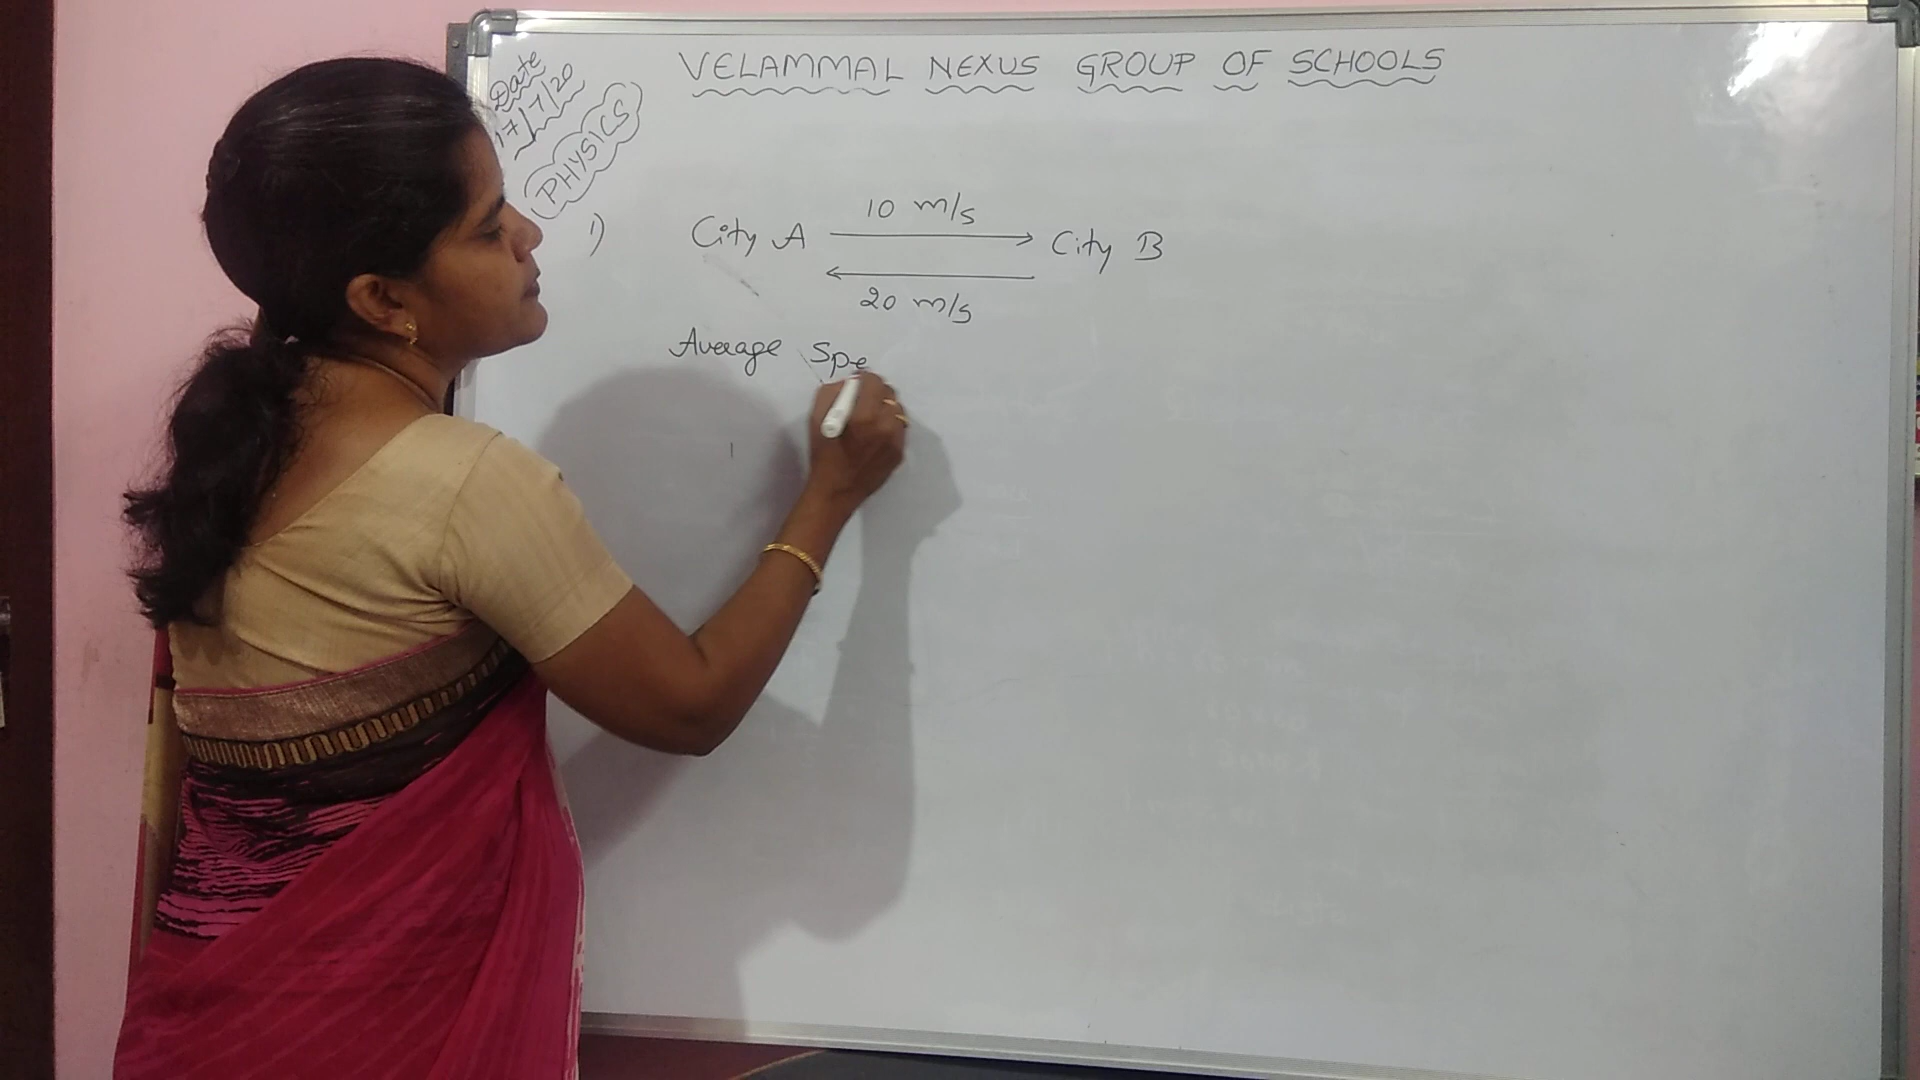 VELAMMAL NEXUS GROUP OF SCHOOLS
Date
17/7/20
PHYSICS
1)
10 m/s
City A City B
20 m/s
Average Spe